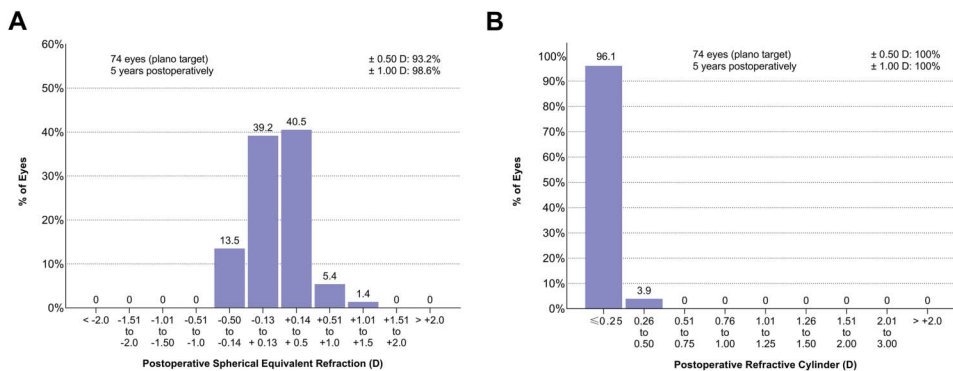 A
74 eyes (plano target)
5 years postoperatively
± 0.50 D: 93.2%
± 1.00 D: 98.6%
% of Eyes
60%
50%
40%
30%
20%
10%
0%
0
0
0
0
13.5
39.2
40.5
5.4
1.4
0
0
< -2.0
-1.51
to
-2.0
-1.01
to
-1.50
-0.51
to
-1.0
-0.50
to
-0.14
-0.13
to
+ 0.13
+0.14
to
+ 0.5
+0.51
to
+1.0
+1.01
to
+1.5
+1.51
to
+2.0
> +2.0
Postoperative Spherical Equivalent Refraction (D)
B
74 eyes (plano target)
5 years postoperatively
± 0.50 D: 100%
± 1.00 D: 100%
% of Eyes
100%
90%
80%
70%
60%
50%
40%
30%
20%
10%
0%
96.1
3.9
0
0
0
0
0
0
0
≤0.25
0.26
to
0.50
0.51
to
0.75
0.76
to
1.00
1.01
to
1.25
1.26
to
1.50
1.51
to
2.00
2.01
to
3.00
> +2.0
Postoperative Refractive Cylinder (D)